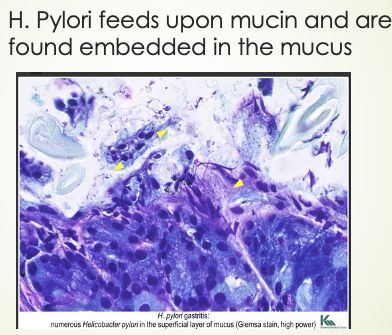 H. Pylori feeds upon mucin and are
found embedded in the mucus
H. pylori gastritis:
numerous Helicobacter pylori in the superficial layer of mucus (Giemsa stain, high power)